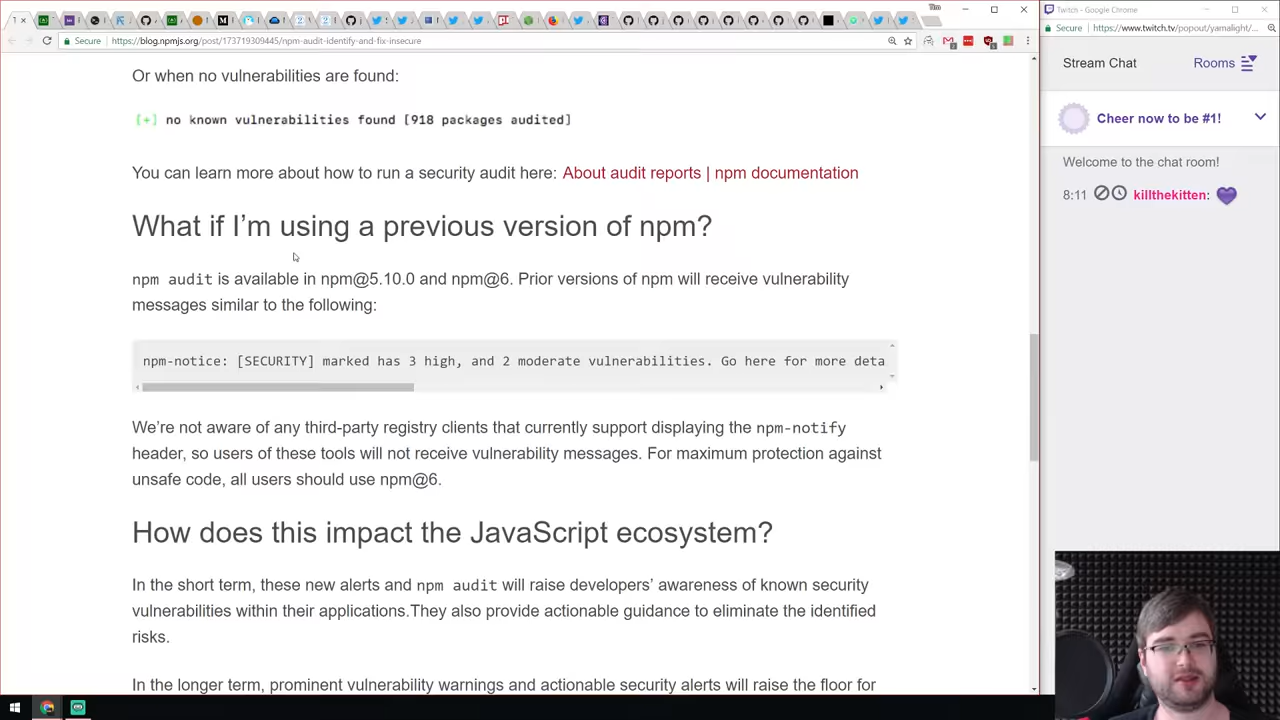 Tim
Secure
https://blog.npmjs.org/post/173719309445/npm-audit-identify-and-fix-insecure
Or when no vulnerabilities are found:
[+] no known vulnerabilities found [918 packages audited]
You can learn more about how to run a security audit here: About audit reports | npm documentation
What if I’m using a previous version of npm?
npm audit is available in npm@5.10.0 and npm@6. Prior versions of npm will receive vulnerability
messages similar to the following:
npm-notice: [SECURITY] marked has 3 high, and 2 moderate vulnerabilities. Go here for more deta
We’re not aware of any third-party registry clients that currently support displaying the npm-notify
header, so users of these tools will not receive vulnerability messages. For maximum protection against
unsafe code, all users should use npm@6.
How does this impact the JavaScript ecosystem?
In the short term, these new alerts and npm audit will raise developers’ awareness of known security
vulnerabilities within their applications.They also provide actionable guidance to eliminate the identified
risks.
In the longer term, prominent vulnerability warnings and actionable security alerts will raise the floor for
Twitch - Google Chrome
Secure
https://www.twitch.tv/popout/yamalight/...
Stream Chat
Rooms
Cheer now to be #1!
Welcome to the chat room!
8:11 killthekitten: